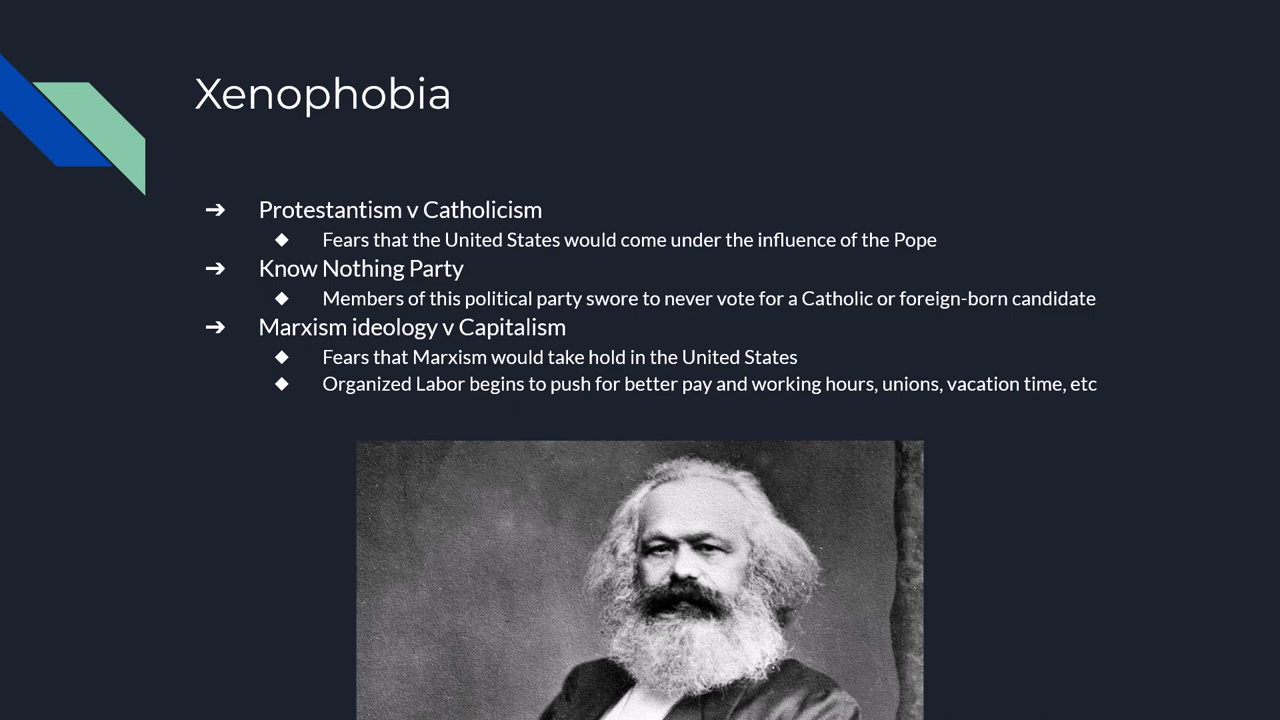 Xenophobia
➔ Protestantism v Catholicism
◆ Fears that the United States would come under the influence of the Pope
➔ Know Nothing Party
◆ Members of this political party swore to never vote for a Catholic or foreign-born candidate
➔ Marxism ideology v Capitalism
◆ Fears that Marxism would take hold in the United States
◆ Organized Labor begins to push for better pay and working hours, unions, vacation time, etc